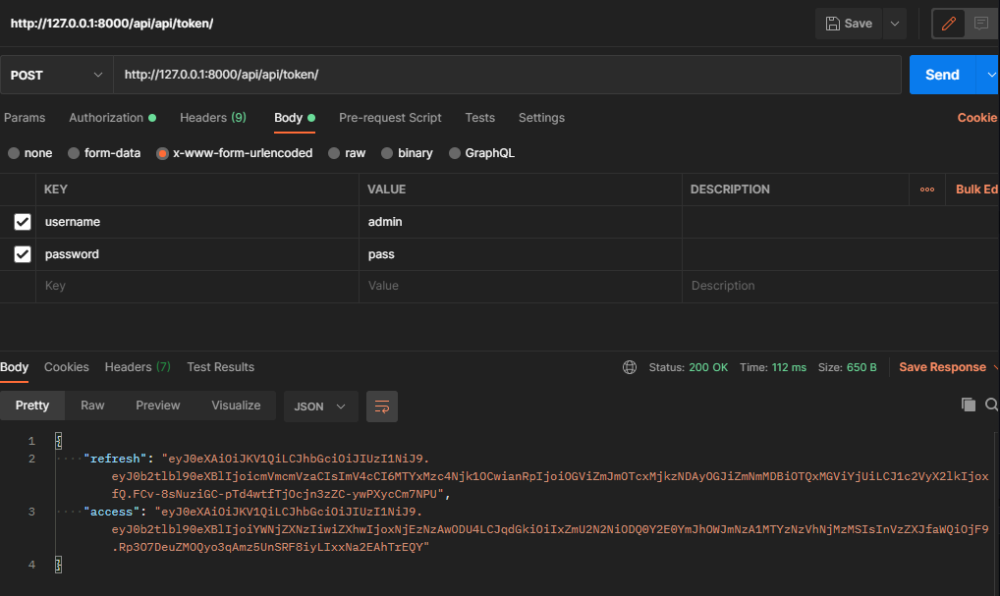 http://127.0.0.1:8000/api/api/token/
Save
POST
http://127.0.0.1:8000/api/api/token/
Send
Params Authorization Headers (9) Body Pre-request Script Tests Settings Cookie
none form-data x-www-form-urlencoded raw binary GraphQL
KEY VALUE DESCRIPTION Bulk Ed
username admin
password pass
Key Value Description
Body Cookies Headers (7) Test Results Status: 200 OK Time: 112 ms Size: 650 B Save Response
Pretty Raw Preview Visualize JSON
1 {
2 "refresh": "eyJ0eXAiOiJKV1QiLCJhbGciOiJIUzI1NiJ9.
eyJ0b2tlbl90eXBlIjoicmVmcmVzaCIsImV4cCI6MTYxMzc4Njk1OCwianRpIjoiOGViZmJmOTcxMjkzNDAyOGJiZmNmMDBiOTQxMGViYjUiLCJ1c2VyX2lkIjox
fQ.FCv-8sNuziGC-pTd4wtfTjOcjn3zZC-ywPXycCm7NPU",
3 "access": "eyJ0eXAiOiJKV1QiLCJhbGciOiJIUzI1NiJ9.
eyJ0b2tlbl90eXBlIjoiYWNjZXNzIiwiZXhwIjoxNjEzNzAwODU4LCJqdGkiOiIxZmU2N2NiODQ0Y2E0YmJhOWJmNzA1MTYzNzVhNjMzMSIsInVzZXJfaWQiOjF9
.Rp3O7DeuZMOQyo3qAmz5UnSRF8iyLIxxNa2EAhTrEQY"
4 }